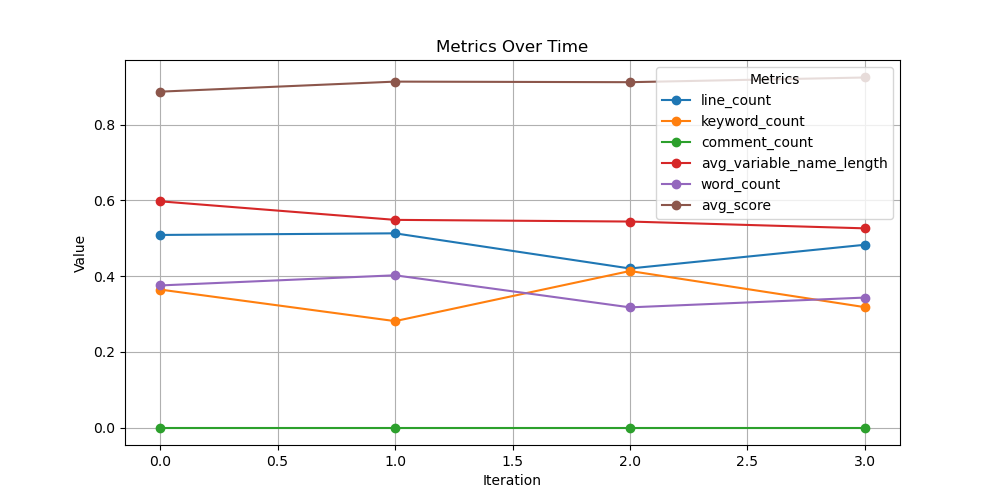 Metrics Over Time
Metrics
line_count
keyword_count
comment_count
avg_variable_name_length
word_count
avg_score
Value
0.8
0.6
0.4
0.2
0.0
0.0 0.5 1.0 1.5 2.0 2.5 3.0
Iteration